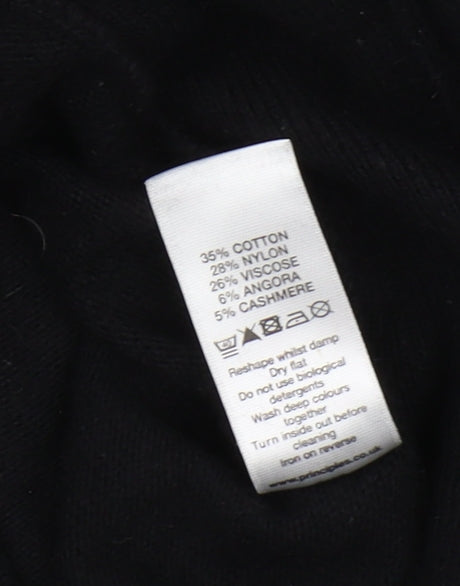 35% COTTON
28% NYLON
26% VISCOSE
6% ANGORA
5% CASHMERE
Reshape whilst damp
Dry flat
Do not use biological
detergents
Wash deep colours
together
Turn inside out before
cleaning
Iron on reverse
www.principles.co.uk